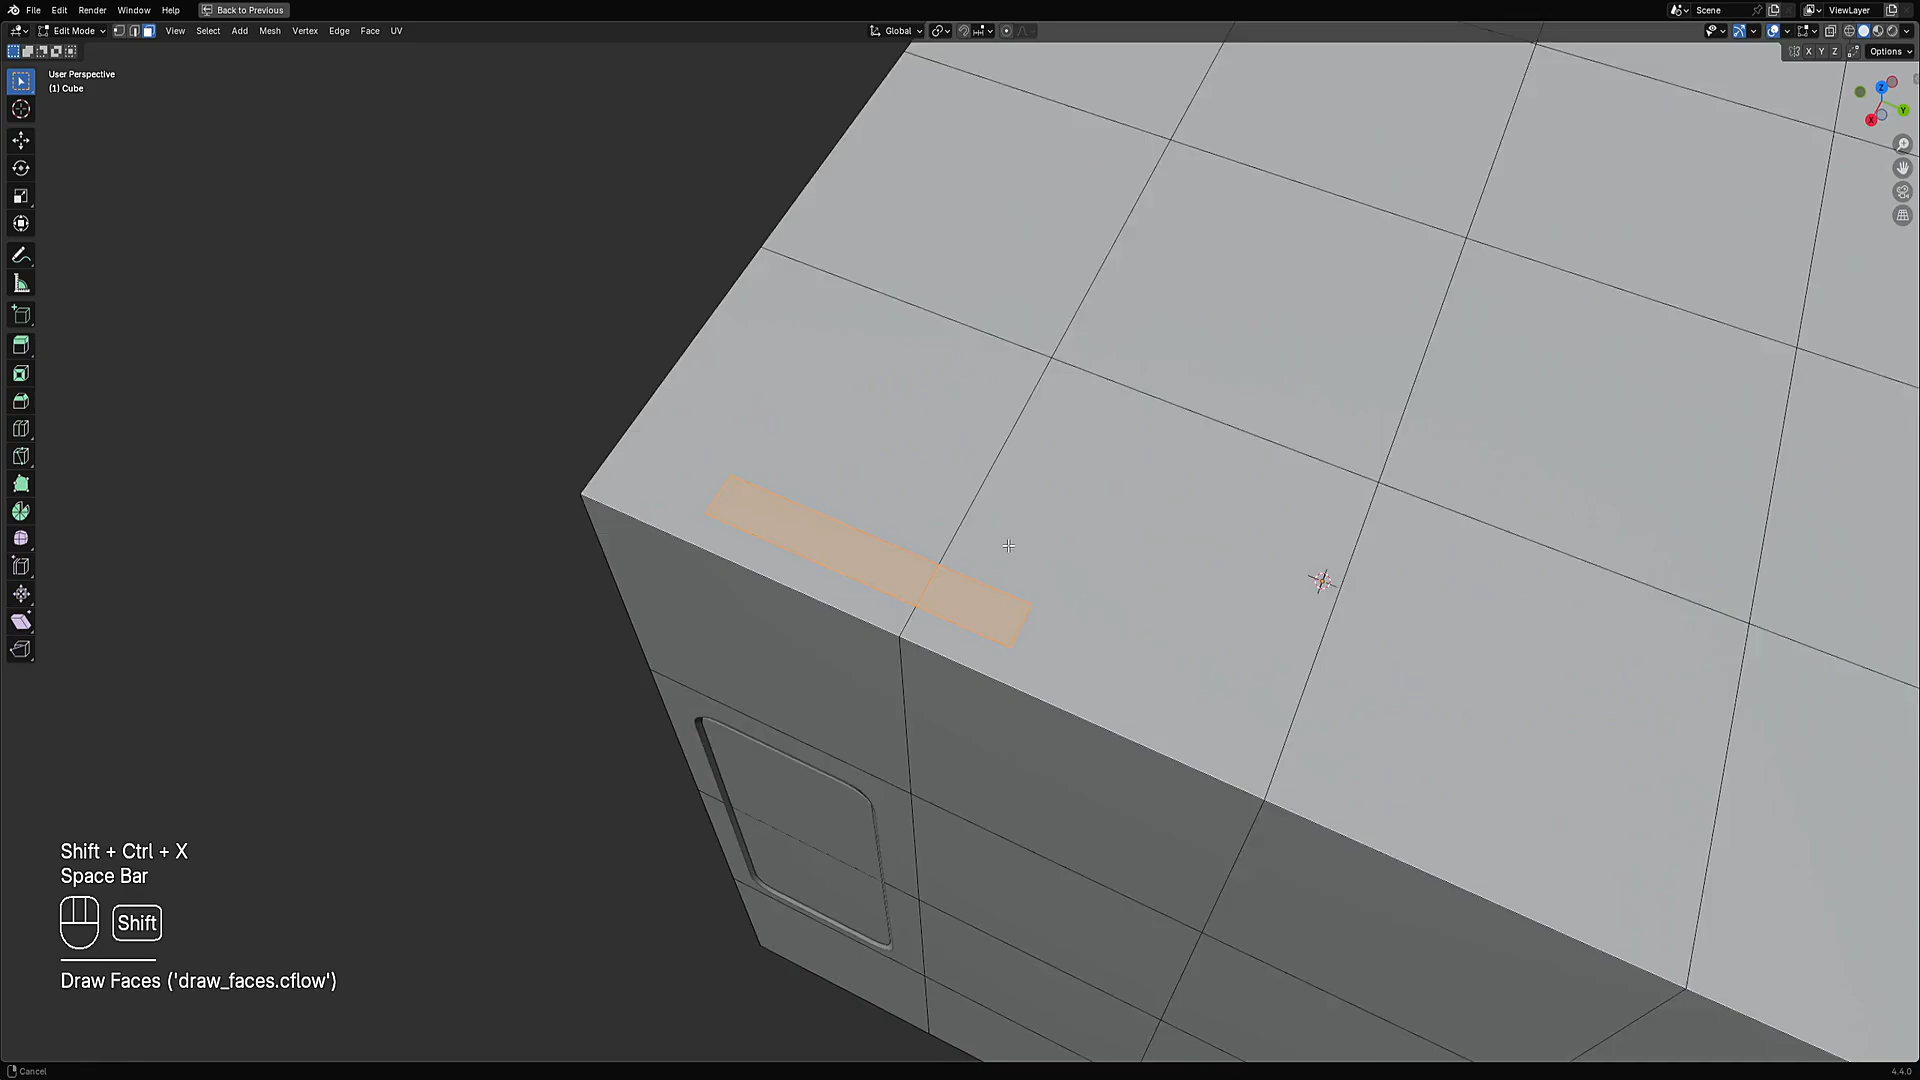 File Edit Render Window Help Back to Previous Scene ViewLayer
Edit Mode View Select Add Mesh Vertex Edge Face UV Global
X Y Z Options
User Perspective
(1) Cube
Z
Y
X
Shift + Ctrl + X
Space Bar
Shift
Draw Faces ('draw_faces.cflow')
Cancel 4.4.0